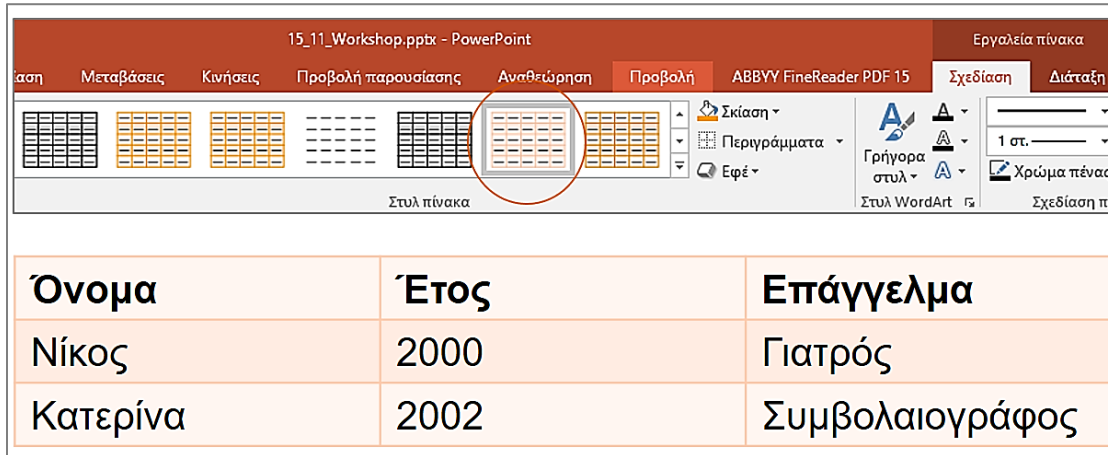 15_11_Workshop.pptx - PowerPoint
Εργαλεία πίνακα
ίαση Μεταβάσεις Κινήσεις Προβολή παρουσίασης Αναθεώρηση Προβολή ABBYY FineReader PDF 15 Σχεδίαση Διάταξη
Σκίαση
Περιγράμματα
Εφέ
Γρήγορα
στυλ
1 στ.
Χρώμα πένας
Στυλ πίνακα
Στυλ WordArt
Σχεδίαση π
Όνομα Έτος Επάγγελμα
Νίκος 2000 Γιατρός
Κατερίνα 2002 Συμβολαιογράφος